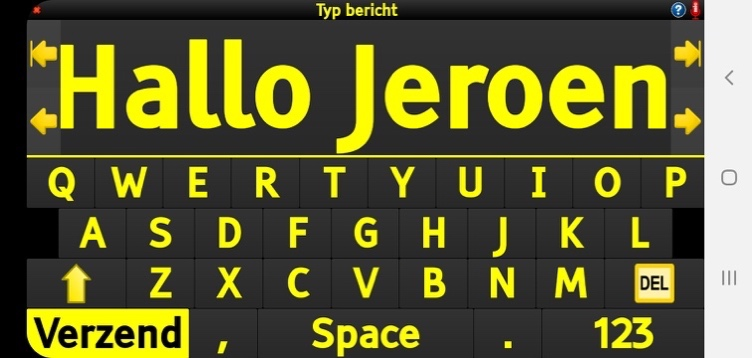 Typ bericht ?
Hallo Jeroen
Q W E R T Y U I O P
A S D F G H J K L
Z X C V B N M DEL
Verzend , Space . 123